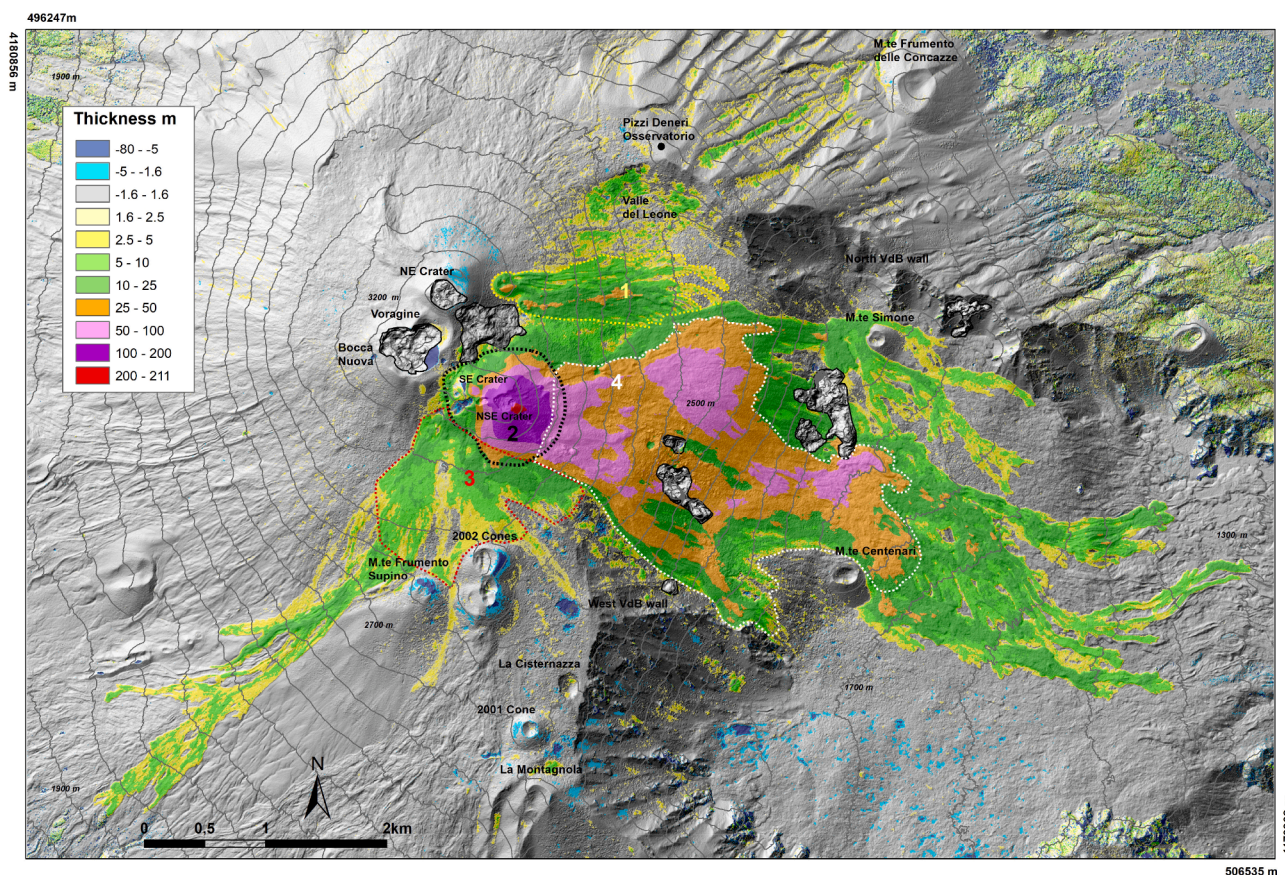 496247m
4180856 m
M.te Frumento
delle Concazze
1900 m
Thickness m
-80 - -5
-5 - -1.6
-1.6 - 1.6
1.6 - 2.5
2.5 - 5
5 - 10
10 - 25
25 - 50
50 - 100
100 - 200
200 - 211
Pizzi Deneri
Osservatorio
Valle
del Leone
North VdB wall
NE Crater
3200 m
1
Voragine
M.te Simone
Bocca
Nuova
SE Crater
4
2500 m
NSE Crater
2
3
2002 Cones
1300 m
M.te Centenari
M.te Frumento
Supino
West VdB wall
2700 m
La Cisternazza
1700 m
2001 Cone
N
La Montagnola
1900 m
0 0.5 1 2km
506535 m